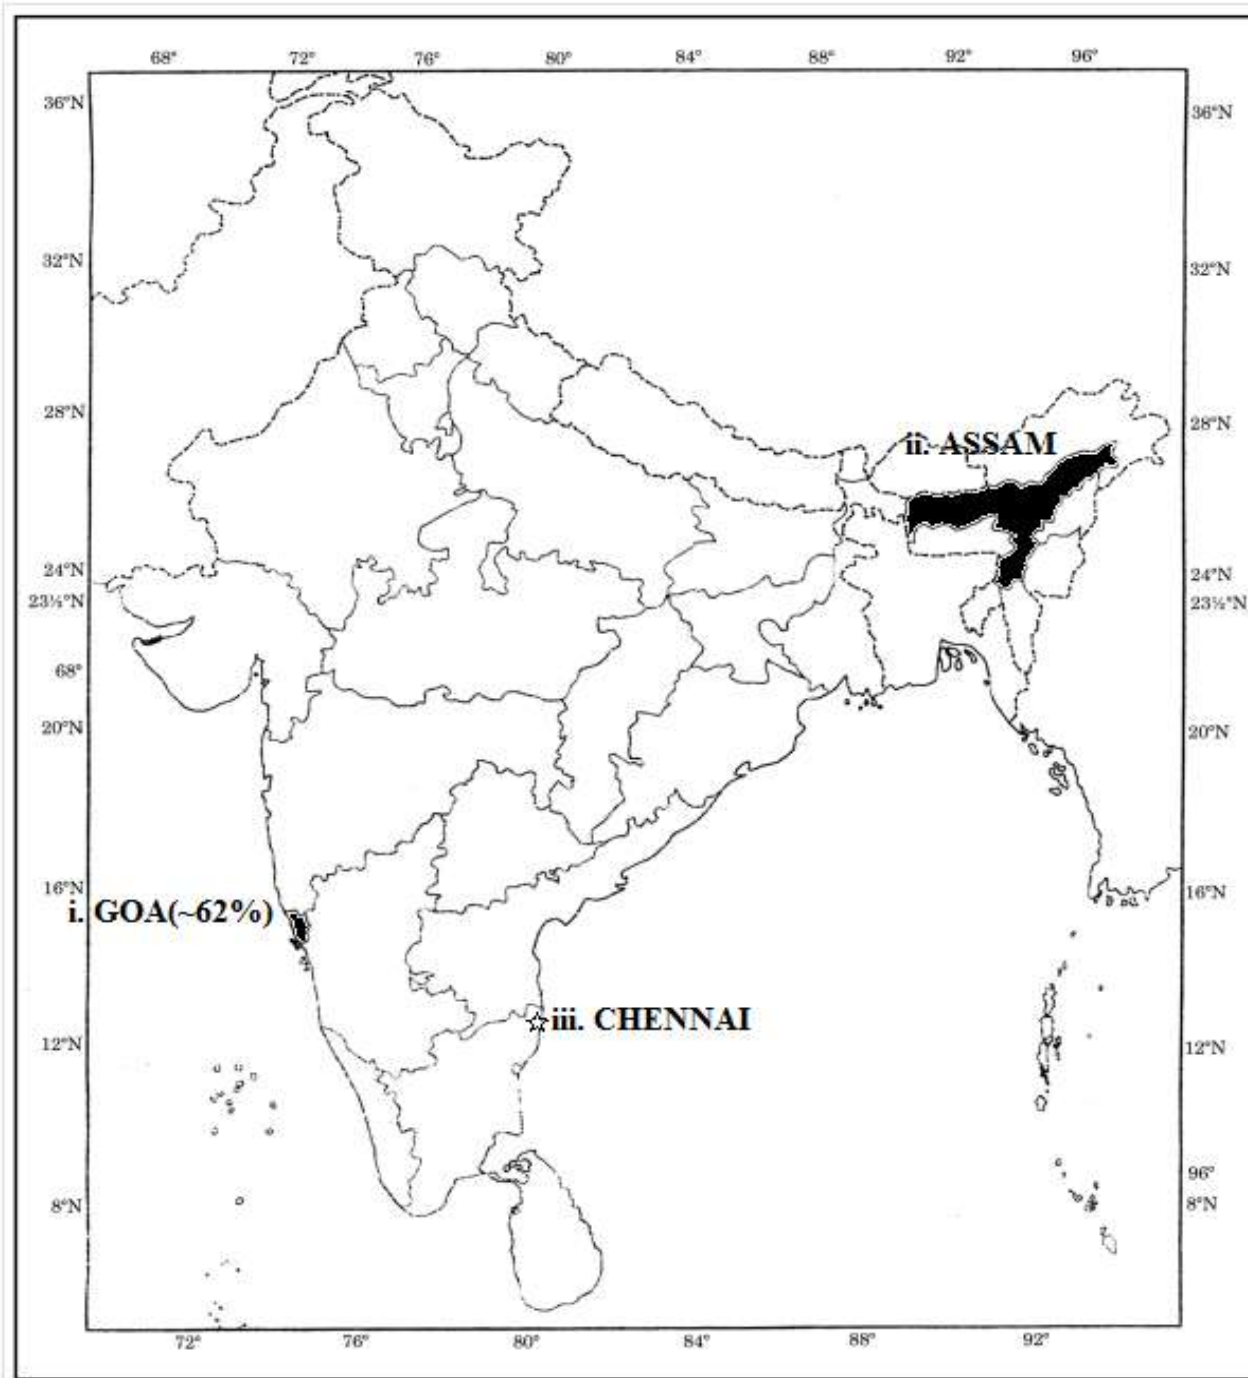 68° 72° 76° 80° 84° 88° 92° 96°
36°N 36°N
32°N 32°N
28°N 28°N
ii. ASSAM
24°N 24°N
23½°N 23½°N
68°
20°N 20°N
16°N 16°N
i. GOA(~62%)
iii. CHENNAI
12°N 12°N
96°
8°N 8°N
72° 76° 80° 84° 88° 92°